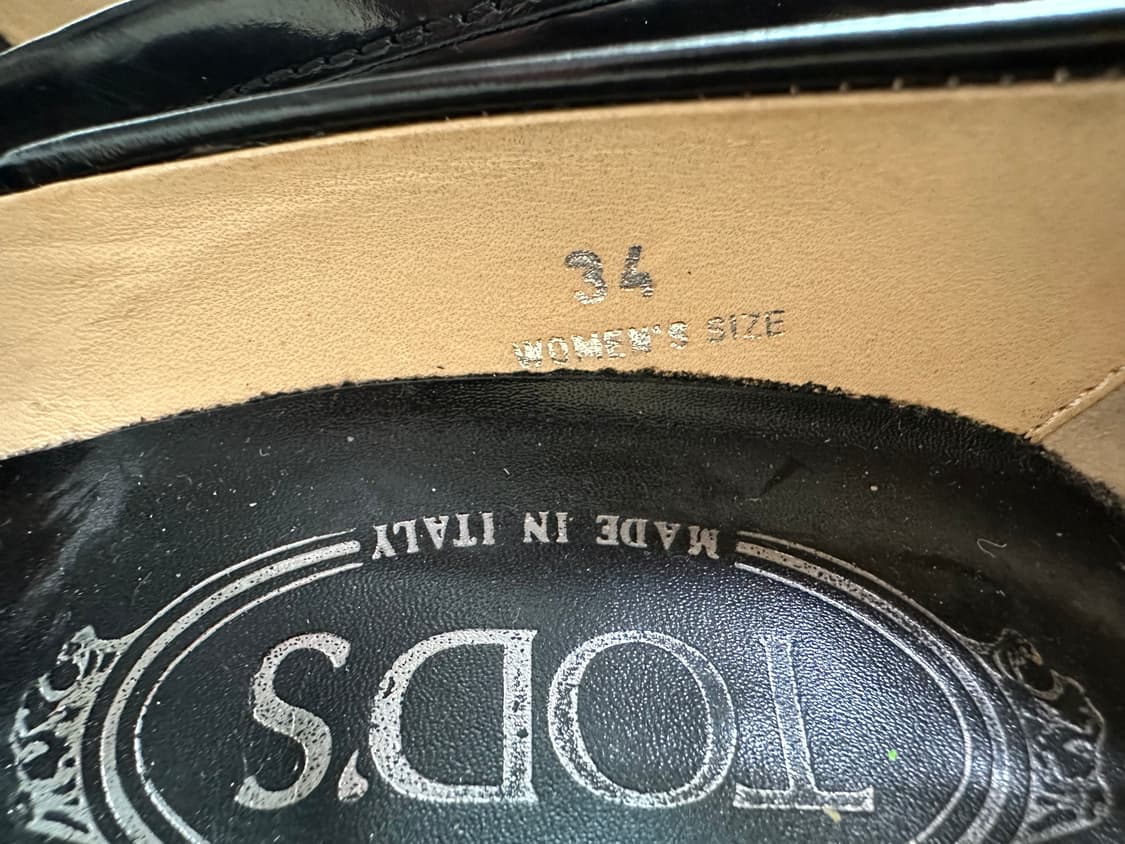 34
WOMEN'S SIZE
MADE IN ITALY
TOD'S